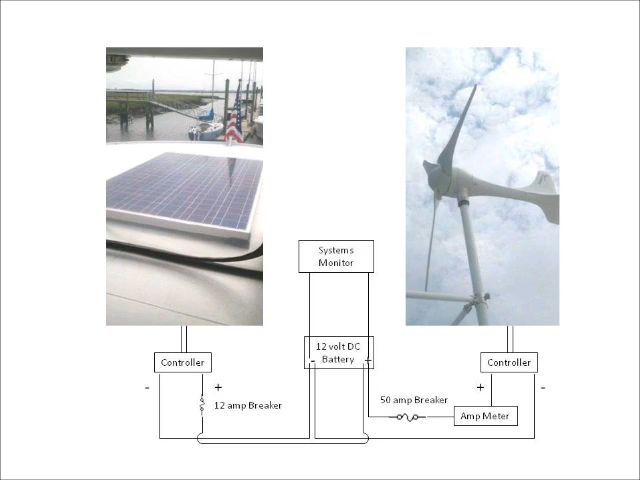 Systems
Monitor
12 volt DC
Battery
-
+
Controller
-
+
12 amp Breaker
50 amp Breaker
Controller
+
-
Amp Meter